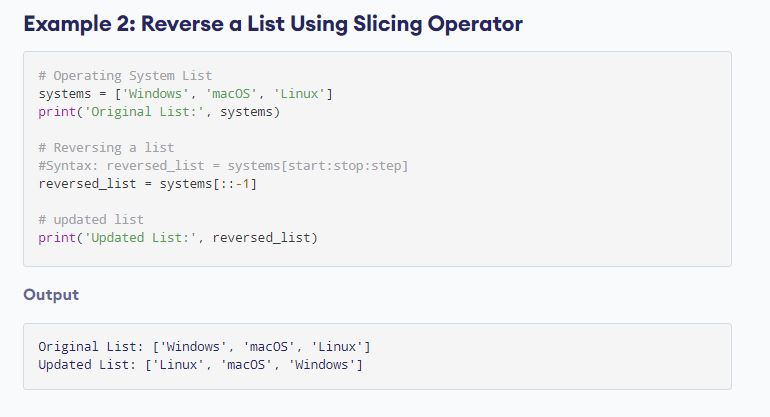 Example 2: Reverse a List Using Slicing Operator
# Operating System List
systems = ['Windows', 'macOS', 'Linux']
print('Original List:', systems)
# Reversing a list
#Syntax: reversed_list = systems[start:stop:step]
reversed_list = systems[::-1]
# updated list
print('Updated List:', reversed_list)
Output
Original List: ['Windows', 'macOS', 'Linux']
Updated List: ['Linux', 'macOS', 'Windows']